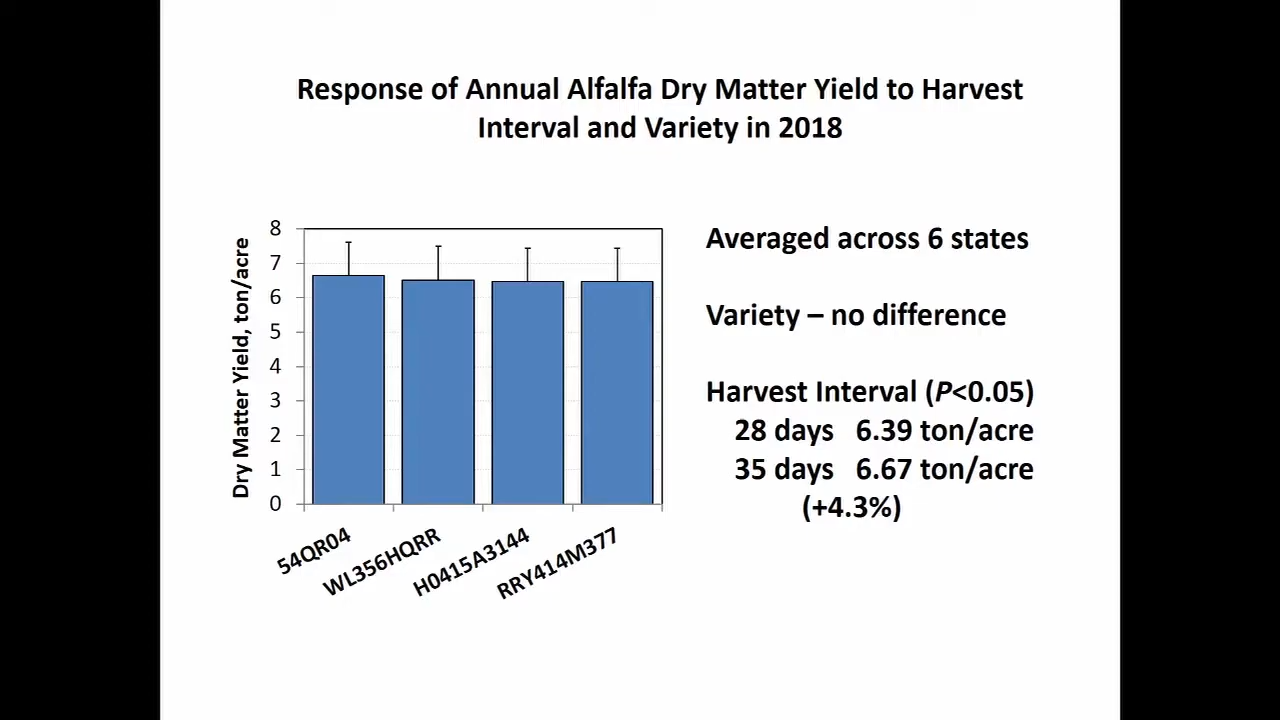 Response of Annual Alfalfa Dry Matter Yield to Harvest
Interval and Variety in 2018
Dry Matter Yield, ton/acre
8
7
6
5
4
3
2
1
0
54QR04
WL356HQRR
H0415A3144
RRY414M377
Averaged across 6 states
Variety – no difference
Harvest Interval (P<0.05)
28 days 6.39 ton/acre
35 days 6.67 ton/acre
(+4.3%)